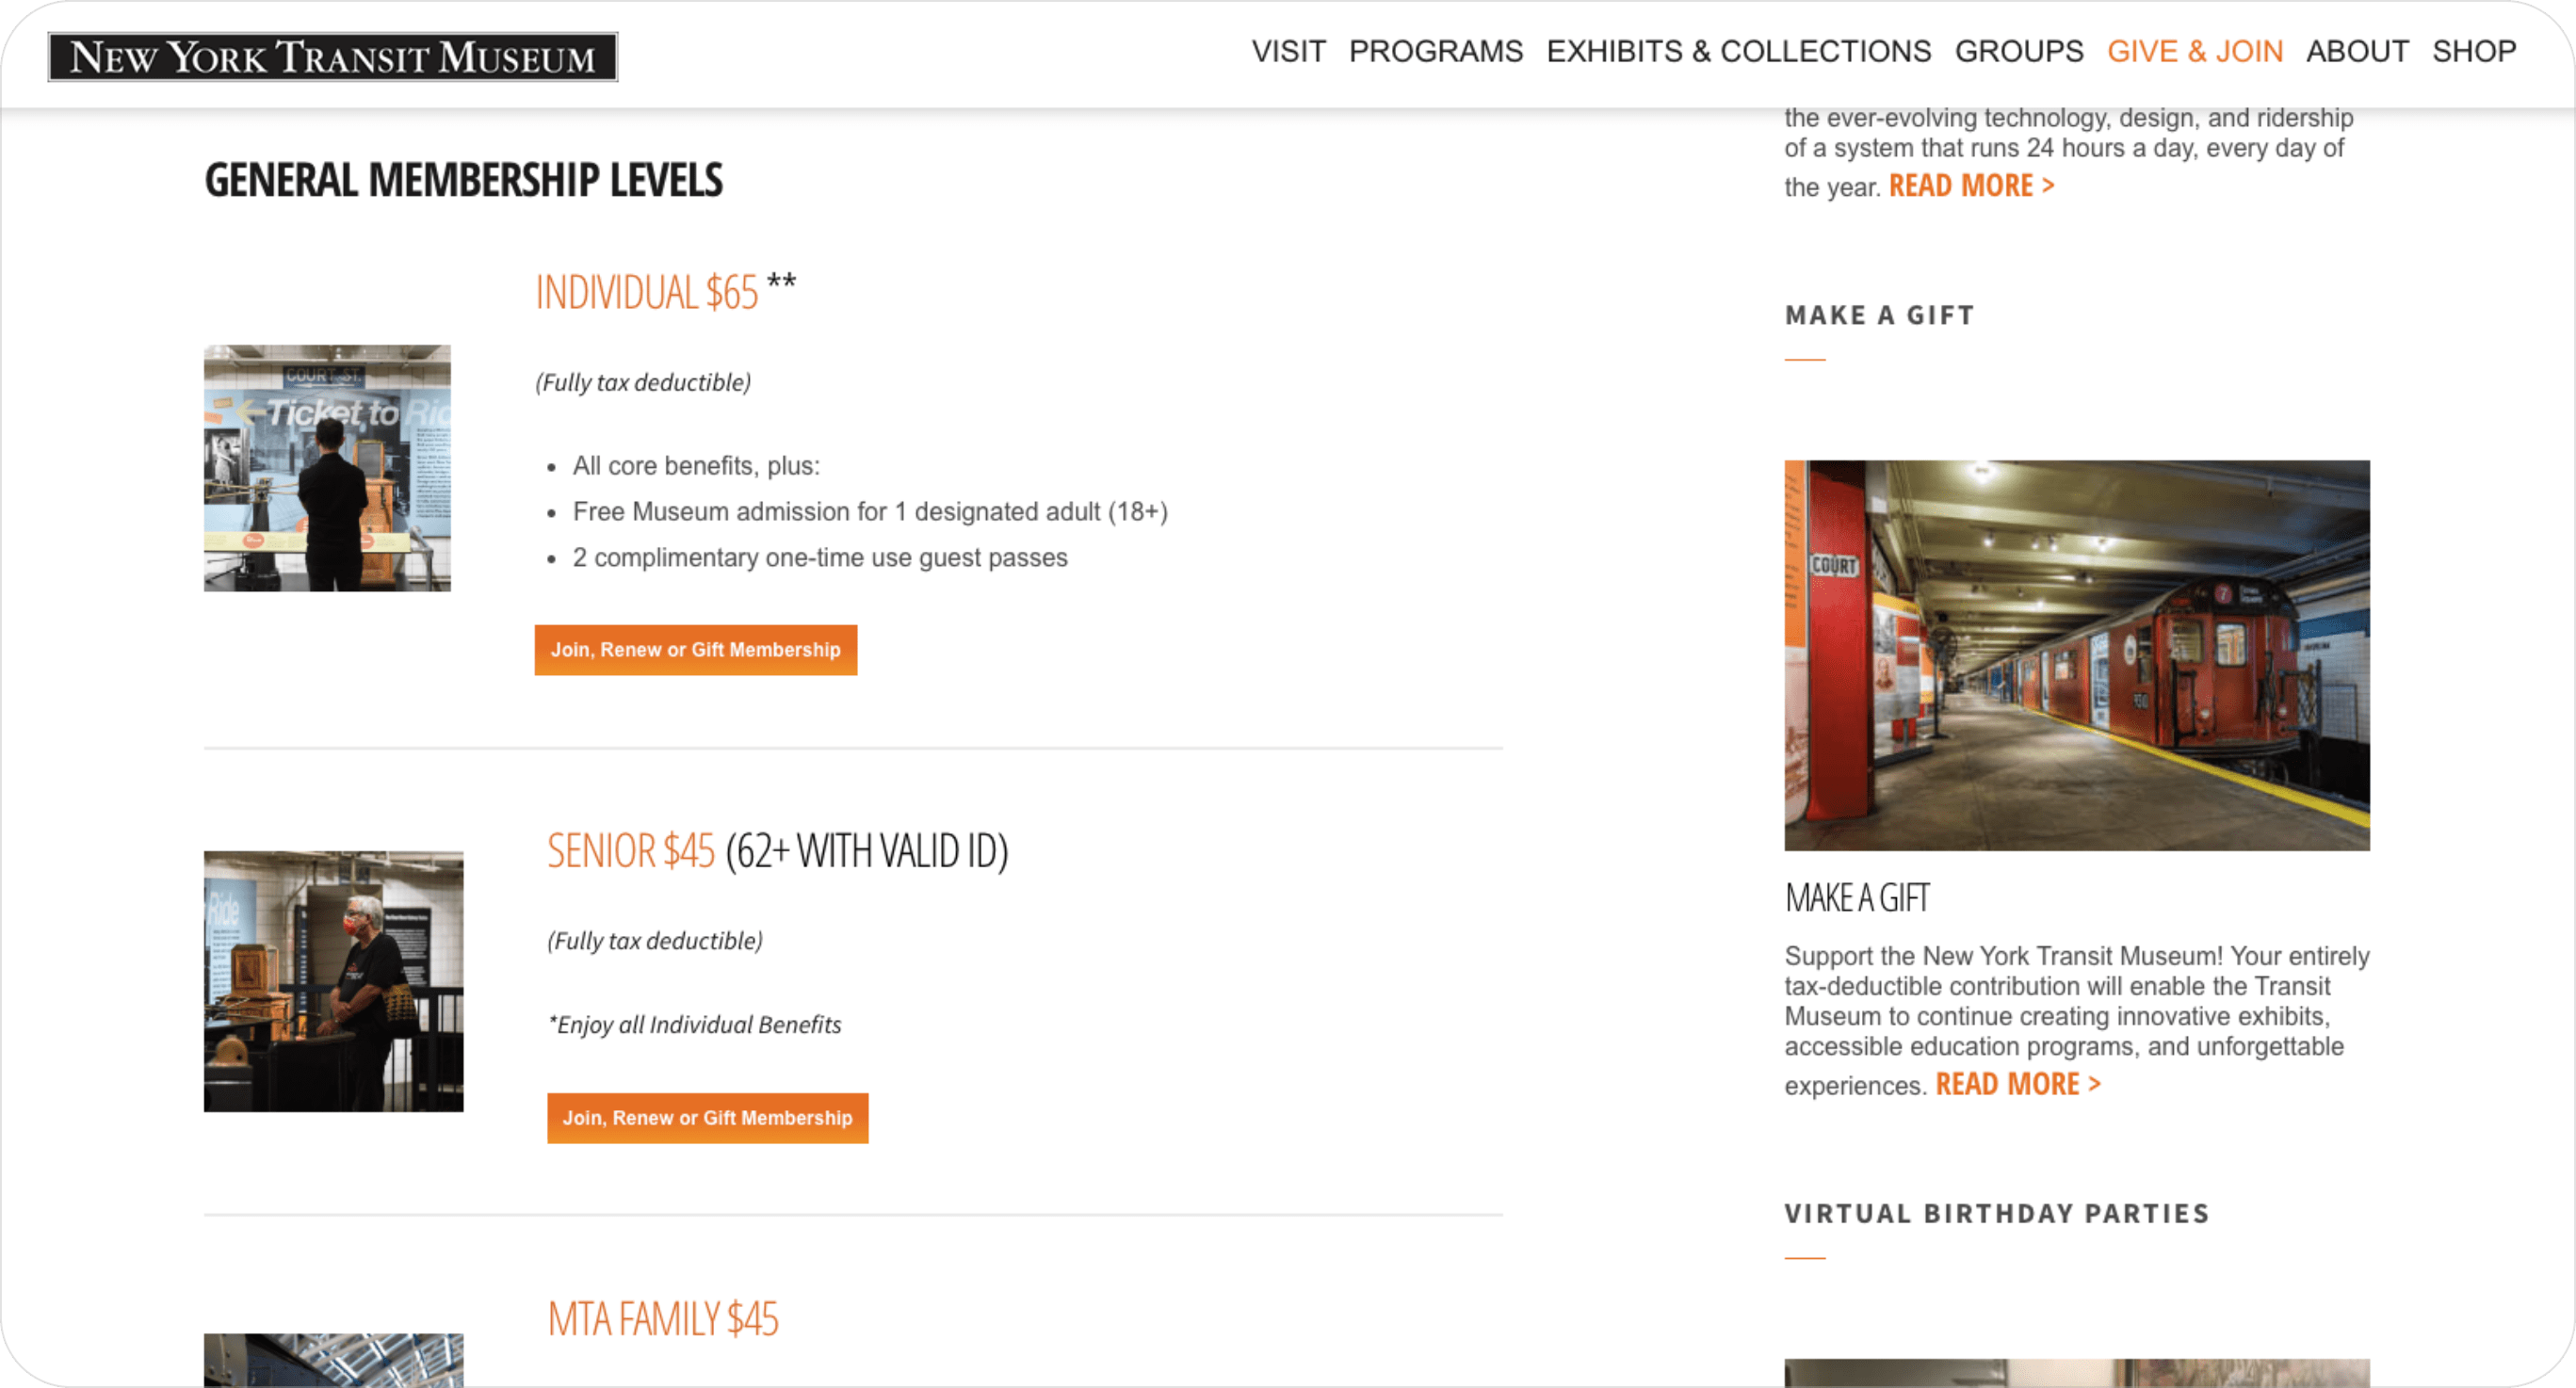 NEW YORK TRANSIT MUSEUM
VISIT PROGRAMS EXHIBITS & COLLECTIONS GROUPS GIVE & JOIN ABOUT SHOP
GENERAL MEMBERSHIP LEVELS
INDIVIDUAL $65 **
(Fully tax deductible)
• All core benefits, plus:
• Free Museum admission for 1 designated adult (18+)
• 2 complimentary one-time use guest passes
Join, Renew or Gift Membership
COURT ST.
←Ticket to Ric
SENIOR $45 (62+ WITH VALID ID)
(Fully tax deductible)
*Enjoy all Individual Benefits
Join, Renew or Gift Membership
Ride
MTA FAMILY $45
the ever-evolving technology, design, and ridership
of a system that runs 24 hours a day, every day of
the year. READ MORE >
MAKE A GIFT
COURT
7
MAKE A GIFT
Support the New York Transit Museum! Your entirely
tax-deductible contribution will enable the Transit
Museum to continue creating innovative exhibits,
accessible education programs, and unforgettable
experiences. READ MORE >
VIRTUAL BIRTHDAY PARTIES